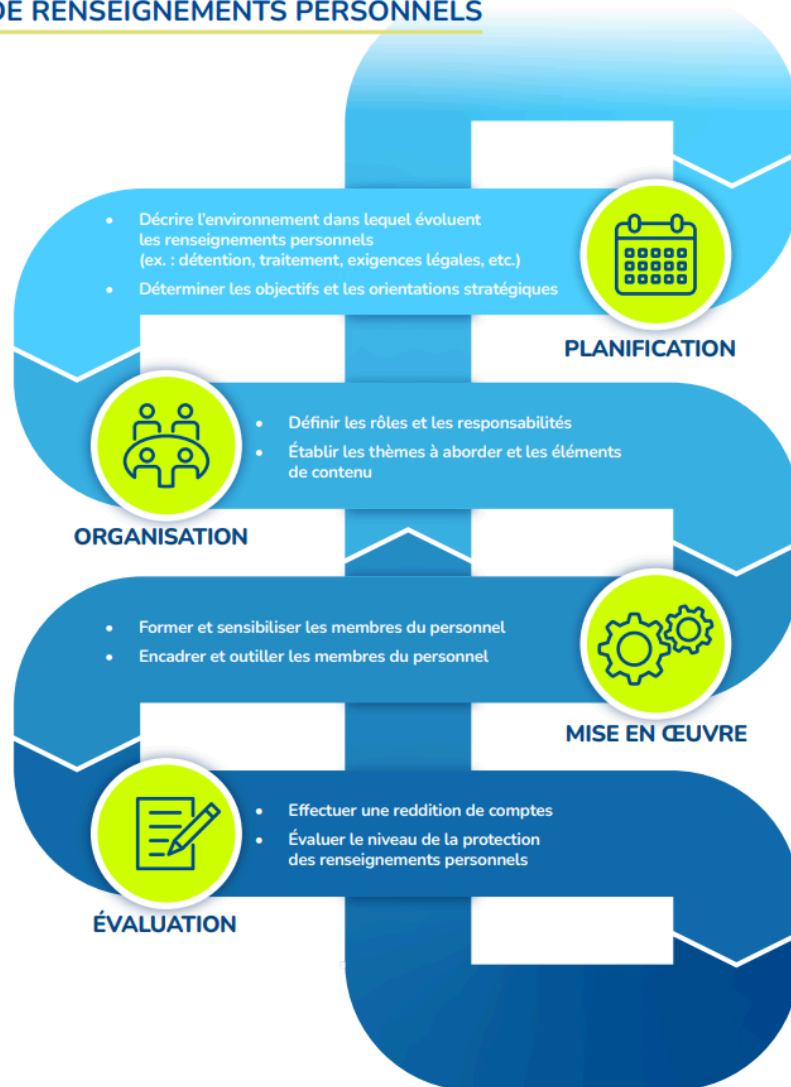 DE RENSEIGNEMENTS PERSONNELS
• Décrire l'environnement dans lequel évoluent
les renseignements personnels
(ex. : détention, traitement, exigences légales, etc.)
• Déterminer les objectifs et les orientations stratégiques
PLANIFICATION
• Définir les rôles et les responsabilités
• Établir les thèmes à aborder et les éléments
de contenu
ORGANISATION
• Former et sensibiliser les membres du personnel
• Encadrer et outiller les membres du personnel
MISE EN ŒUVRE
• Effectuer une reddition de comptes
• Évaluer le niveau de la protection
des renseignements personnels
ÉVALUATION